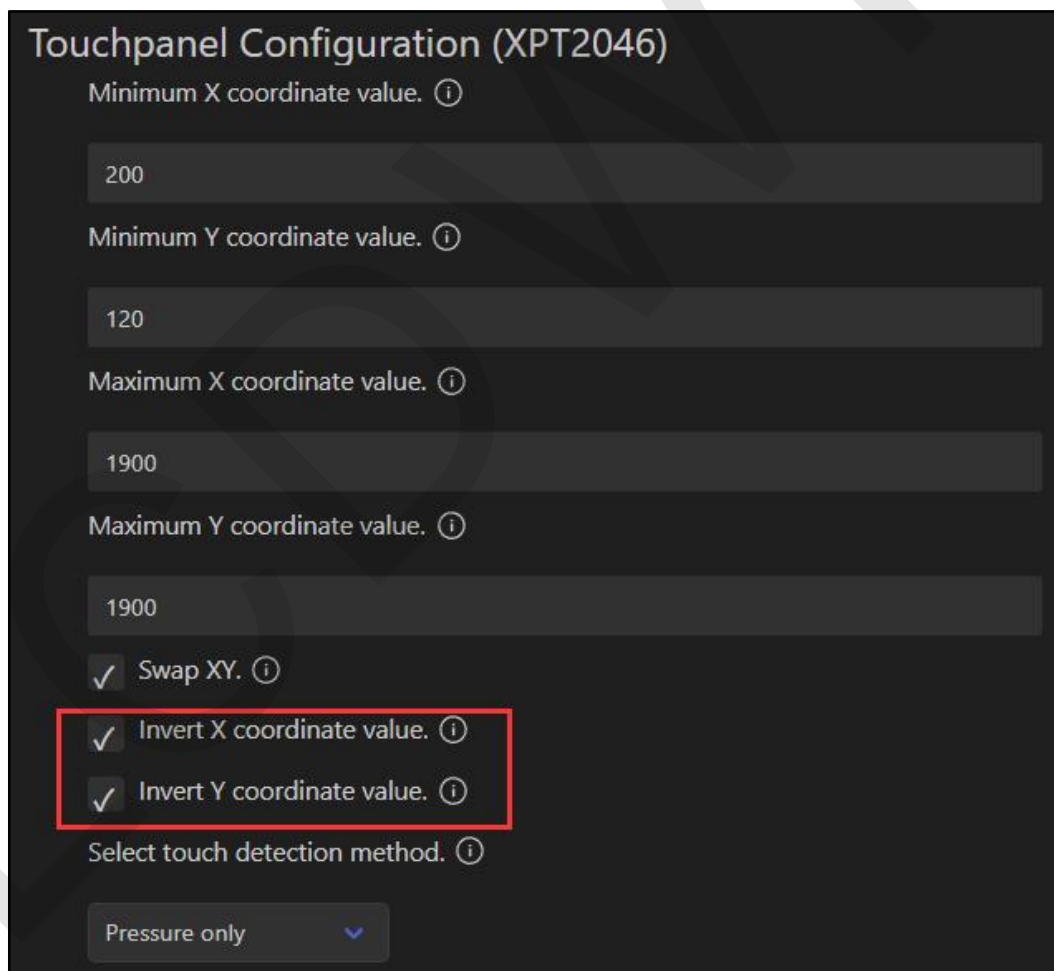 Touchpanel Configuration (XPT2046)
Minimum X coordinate value.
200
Minimum Y coordinate value.
120
Maximum X coordinate value.
1900
Maximum Y coordinate value.
1900
Swap XY.
Invert X coordinate value.
Invert Y coordinate value.
Select touch detection method.
Pressure only